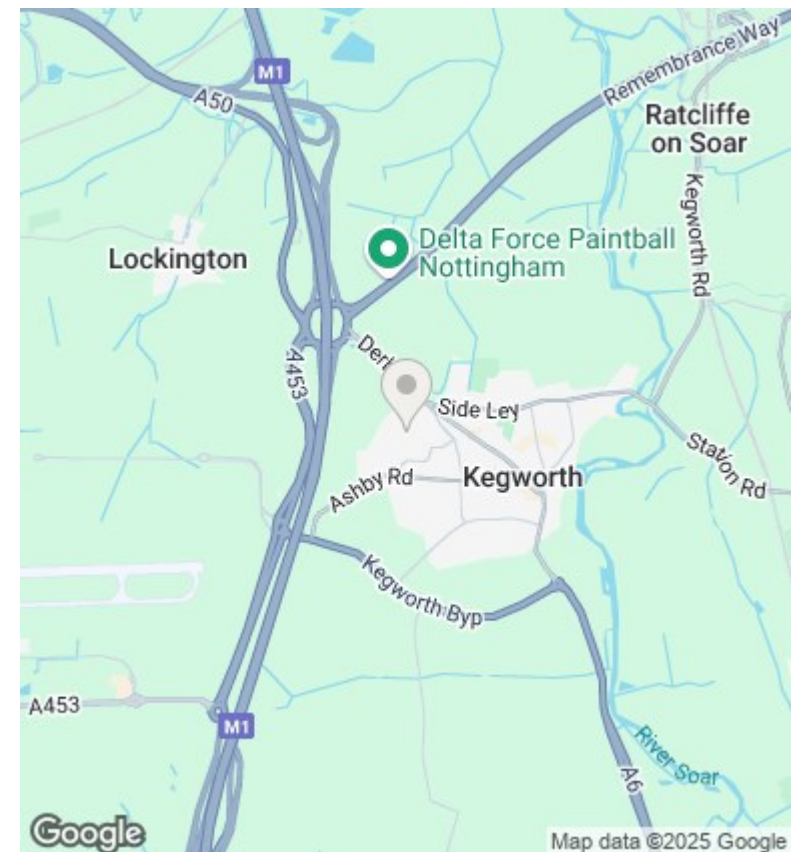 M1
A50
Remembrance Way
Ratcliffe
on Soar
Kegworth Rd
Lockington
Delta Force Paintball
Nottingham
A453
Side Ley
Station Rd
Ashby Rd
Kegworth
Kegworth Byp
A453
M1
A6
River Soar
Google
Map data ©2025 Google